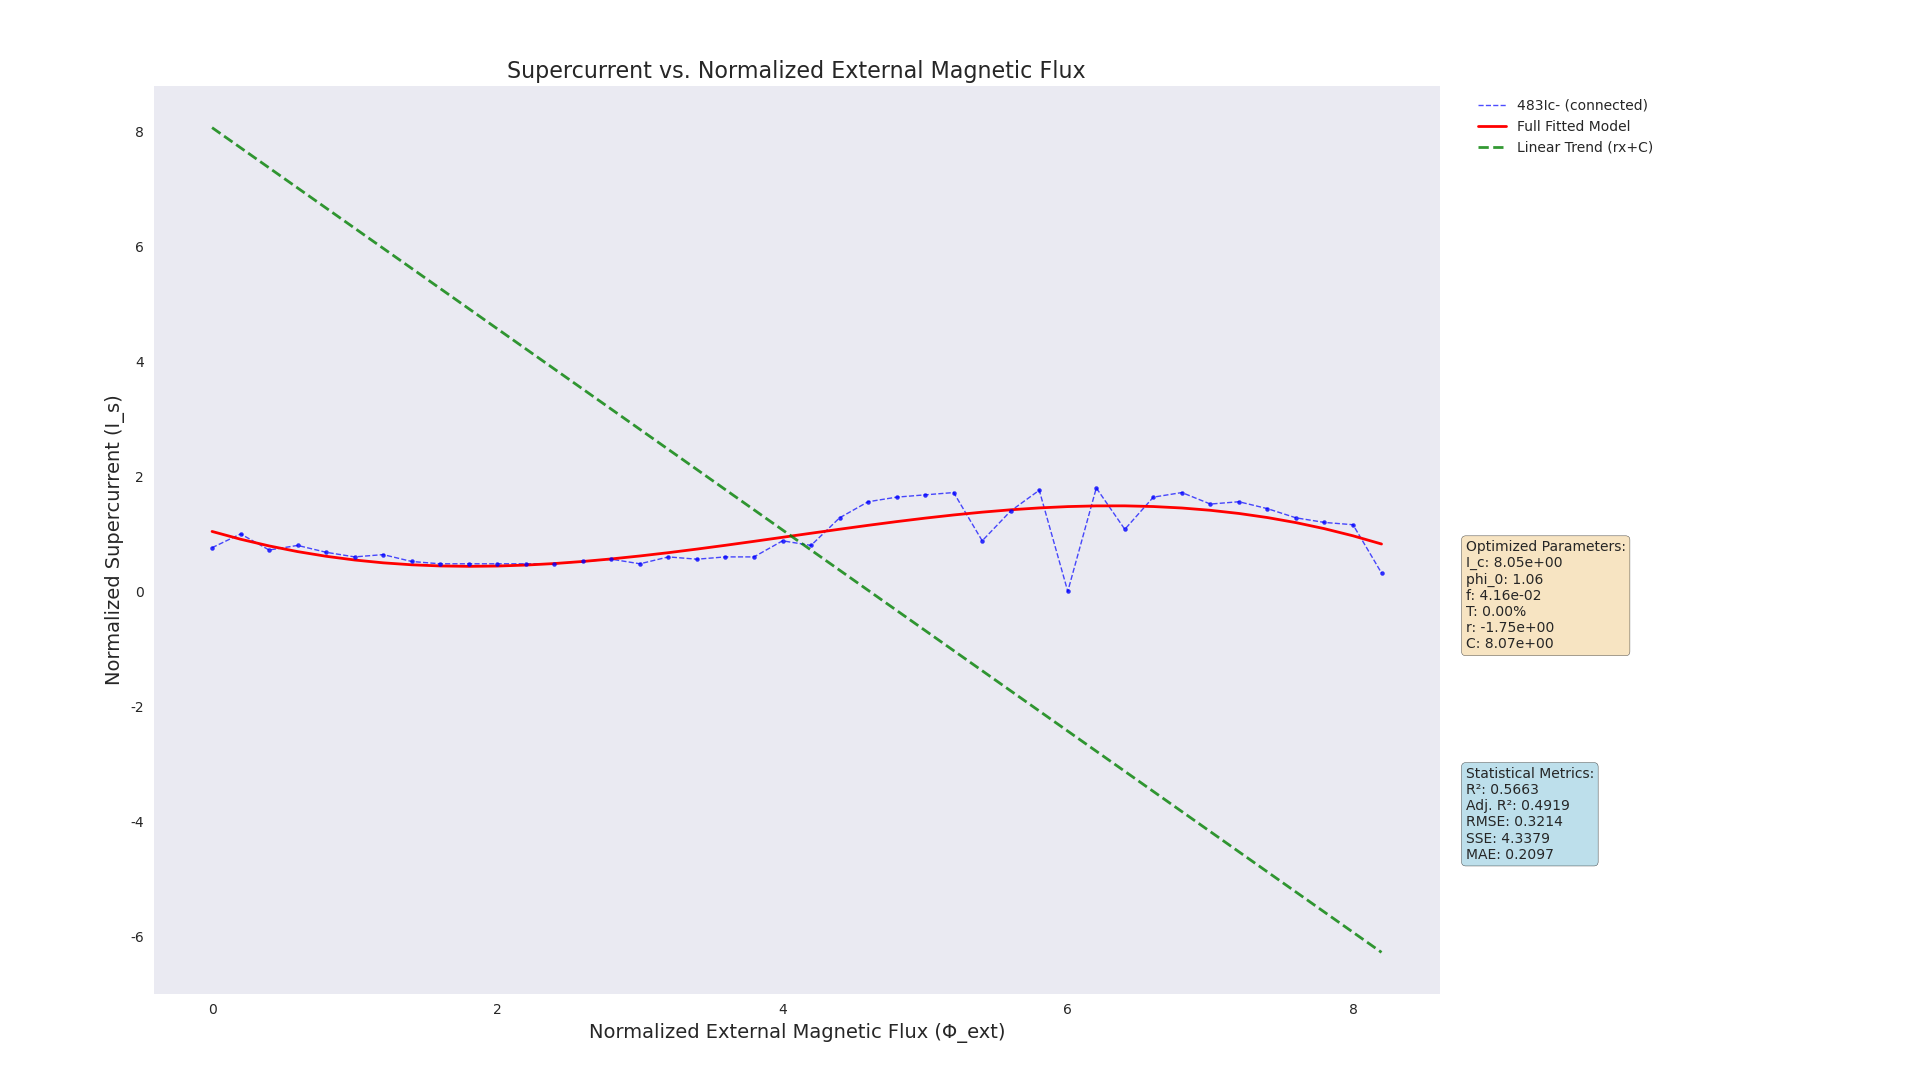 Supercurrent vs. Normalized External Magnetic Flux
483Ic- (connected)
Full Fitted Model
Linear Trend (rx+C)
8
6
4
2
0
-2
-4
-6
Normalized Supercurrent (I_s)
0 2 4 6 8
Normalized External Magnetic Flux (Φ_ext)
Optimized Parameters:
I_c: 8.05e+00
phi_0: 1.06
f: 4.16e-02
T: 0.00%
r: -1.75e+00
C: 8.07e+00
Statistical Metrics:
R²: 0.5663
Adj. R²: 0.4919
RMSE: 0.3214
SSE: 4.3379
MAE: 0.2097